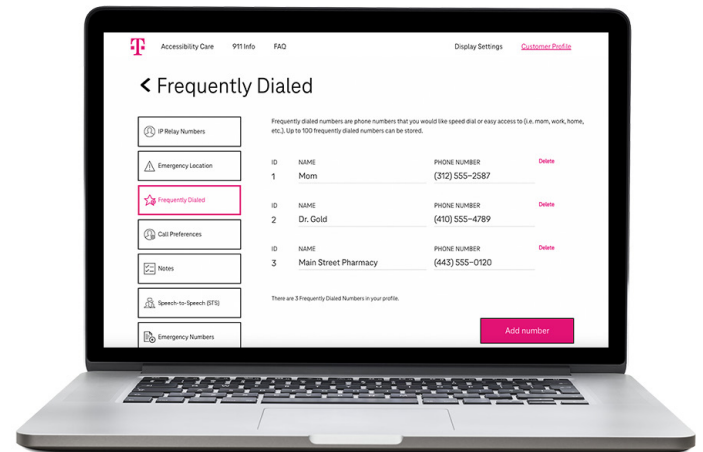 T Accessibility Care 911 Info FAQ Display Settings Customer Profile
Frequently Dialed
Frequently dialed numbers are phone numbers that you would like speed dial or easy access to (i.e. mom, work, home,
etc.). Up to 100 frequently dialed numbers can be stored.
IP Relay Numbers
Emergency Location
Frequently Dialed
Call Preferences
Notes
Speech-to-Speech (STS)
Emergency Numbers
ID NAME PHONE NUMBER Delete
1 Mom (312) 555-2587
ID NAME PHONE NUMBER Delete
2 Dr. Gold (410) 555-4789
ID NAME PHONE NUMBER Delete
3 Main Street Pharmacy (443) 555-0120
There are 3 Frequently Dialed Numbers in your profile.
Add number